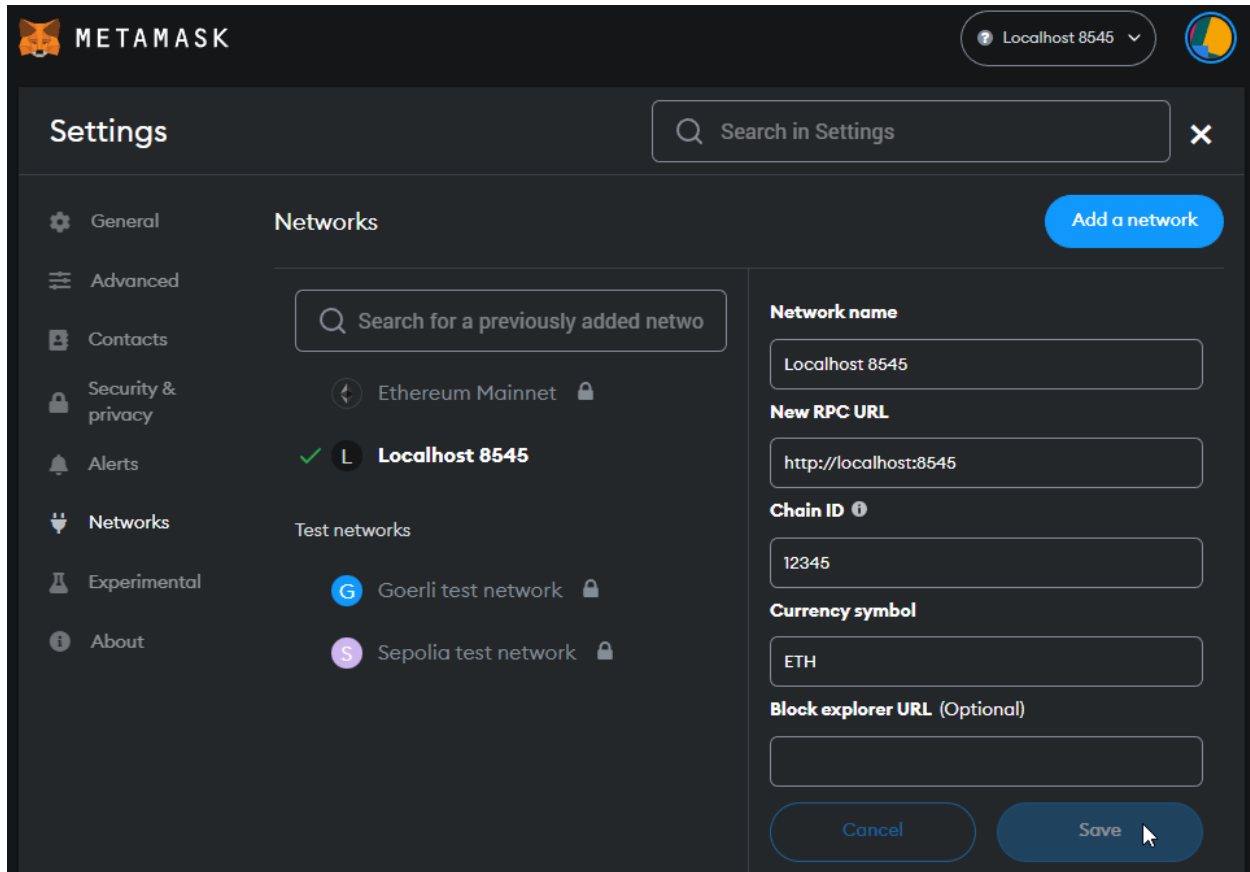 METAMASK
Localhost 8545
Settings
Search in Settings
General
Advanced
Contacts
Security &
privacy
Alerts
Networks
Experimental
About
Networks
Add a network
Search for a previously added netwo
Ethereum Mainnet
L Localhost 8545
Test networks
G Goerli test network
S Sepolia test network
Network name
Localhost 8545
New RPC URL
http://localhost:8545
Chain ID
12345
Currency symbol
ETH
Block explorer URL (Optional)
Cancel
Save